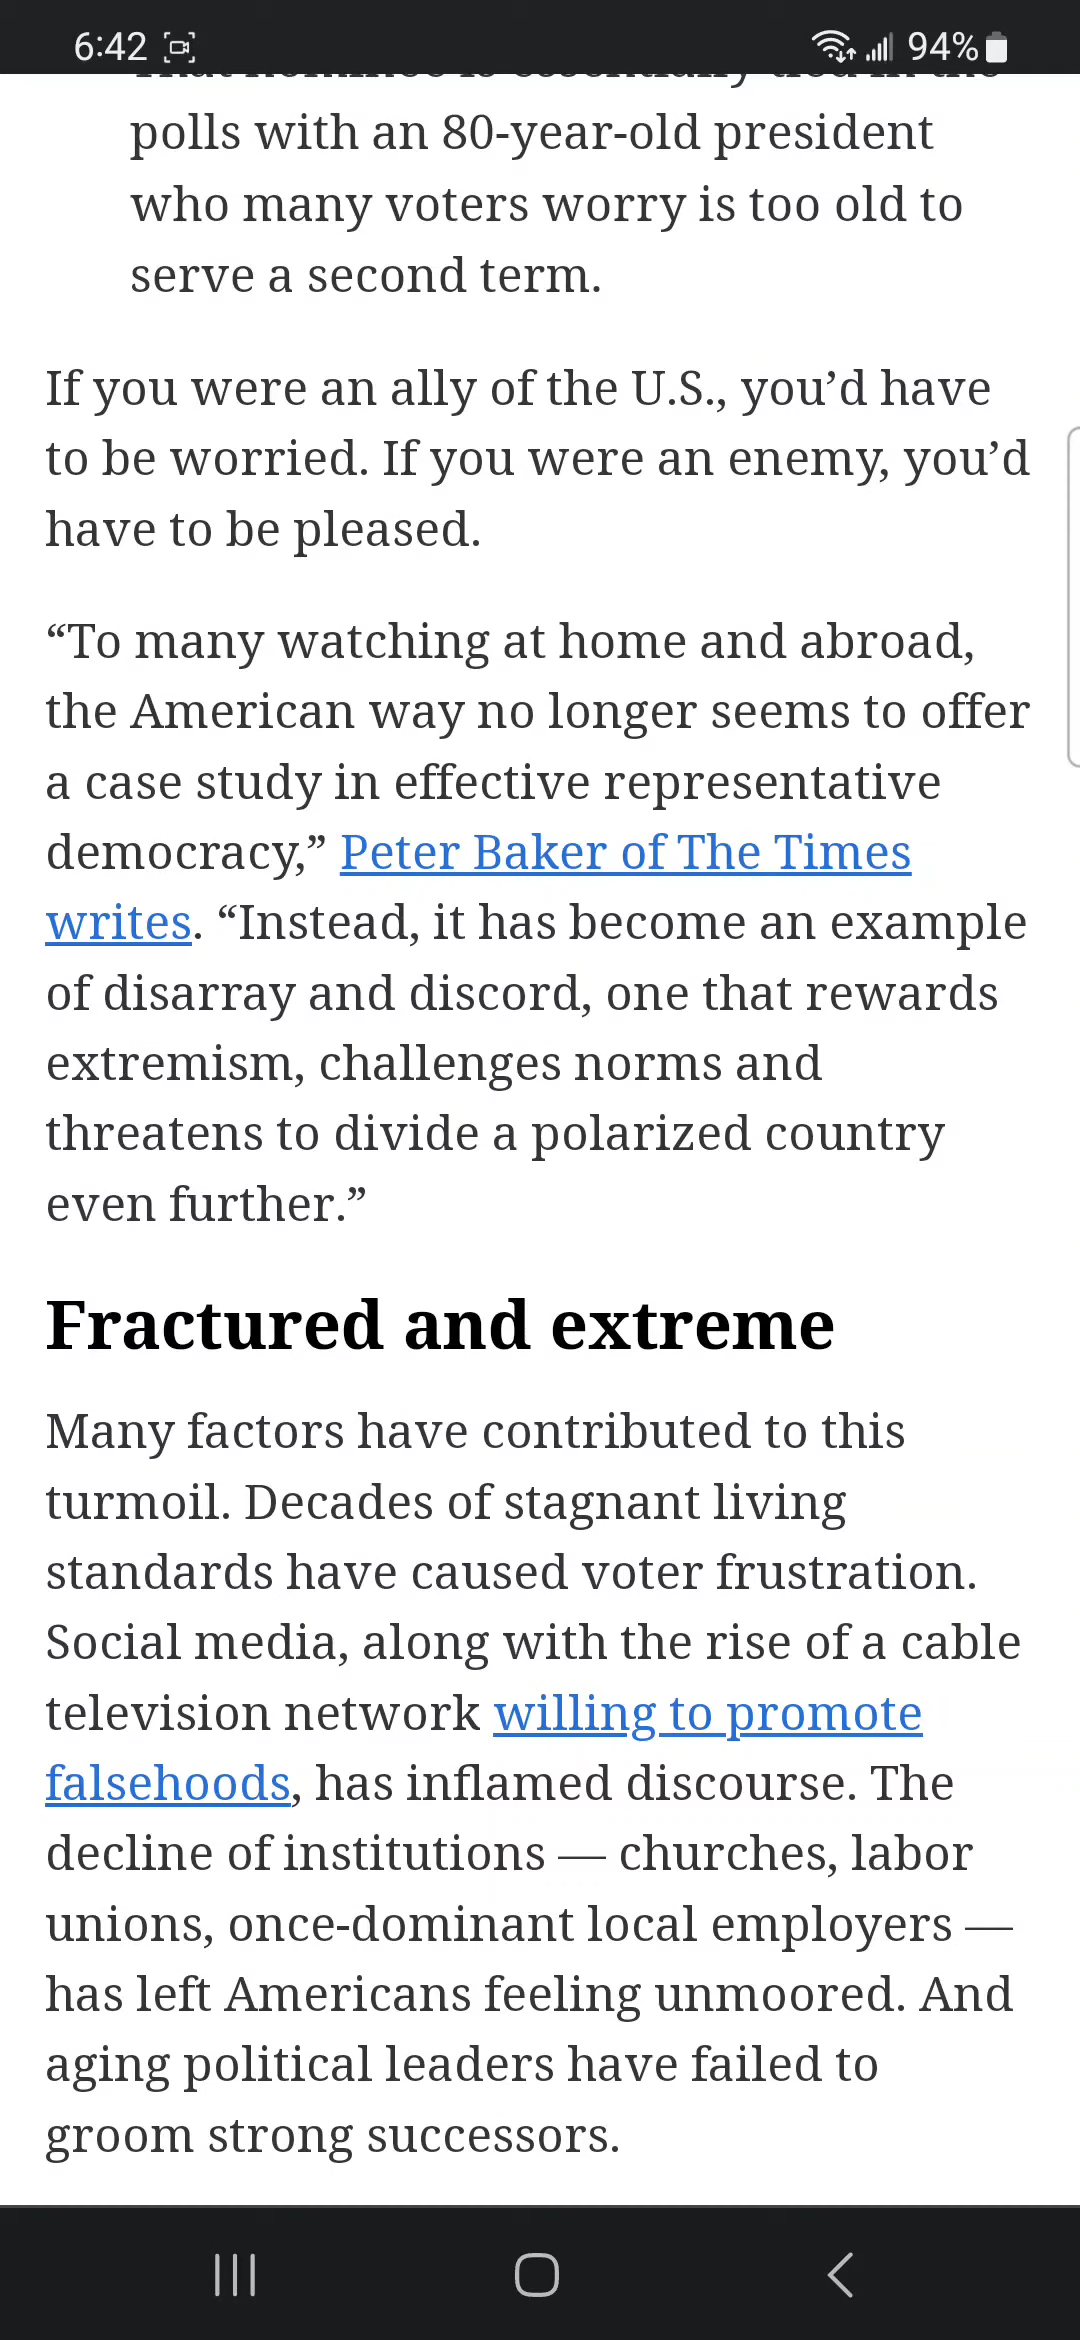 6:42
94%
polls with an 80-year-old president
who many voters worry is too old to
serve a second term.
If you were an ally of the U.S., you’d have
to be worried. If you were an enemy, you’d
have to be pleased.
“To many watching at home and abroad,
the American way no longer seems to offer
a case study in effective representative
democracy,” Peter Baker of The Times
writes. “Instead, it has become an example
of disarray and discord, one that rewards
extremism, challenges norms and
threatens to divide a polarized country
even further.”
Fractured and extreme
Many factors have contributed to this
turmoil. Decades of stagnant living
standards have caused voter frustration.
Social media, along with the rise of a cable
television network willing to promote
falsehoods, has inflamed discourse. The
decline of institutions — churches, labor
unions, once-dominant local employers —
has left Americans feeling unmoored. And
aging political leaders have failed to
groom strong successors.